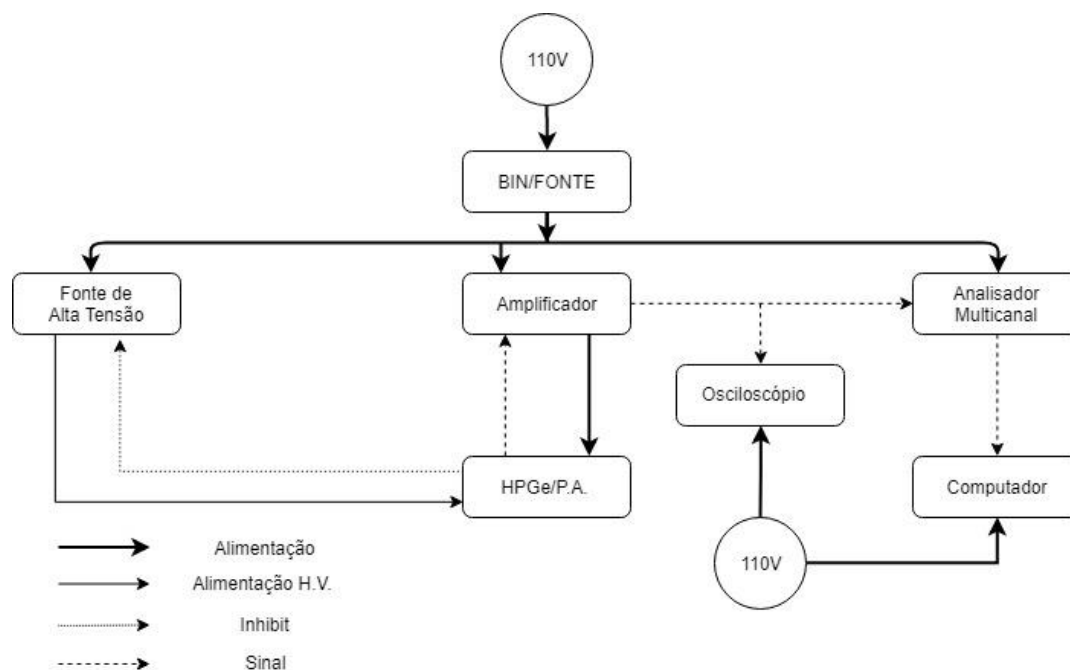 110V
BIN/FONTE
Fonte de
Alta Tensão
Amplificador
Analisador
Multicanal
Osciloscópio
HPGe/P.A.
Computador
110V
Alimentação
Alimentação H.V.
Inhibit
Sinal